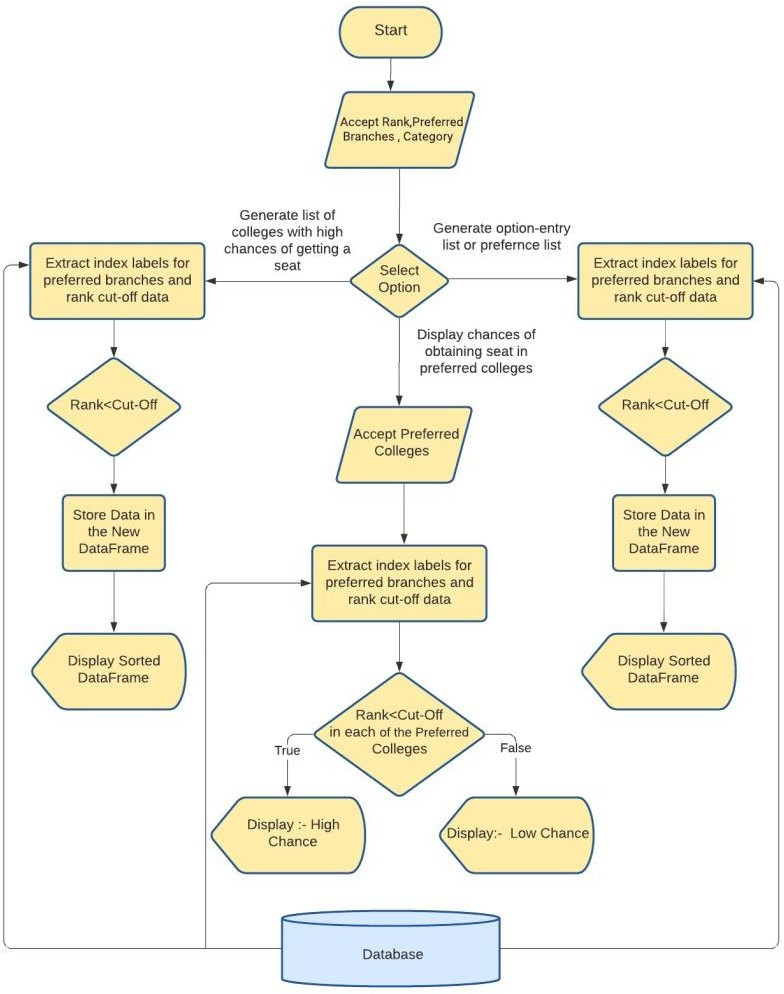 Start
Accept Rank,Preferred
Branches , Category
Generate list of
colleges with high
chances of getting a
seat
Generate option-entry
list or prefernce list
Extract index labels for
preferred branches and
rank cut-off data
Select
Option
Extract index labels for
preferred branches and
rank cut-off data
Display chances of
obtaining seat in
preferred colleges
Rank<Cut-Off
Rank<Cut-Off
Accept Preferred
Colleges
Store Data in
the New
DataFrame
Store Data in
the New
DataFrame
Extract index labels for
preferred branches and
rank cut-off data
Display Sorted
DataFrame
Display Sorted
DataFrame
Rank<Cut-Off
in each of the Preferred
Colleges
True
False
Display :- High
Chance
Display:-  Low Chance
Database